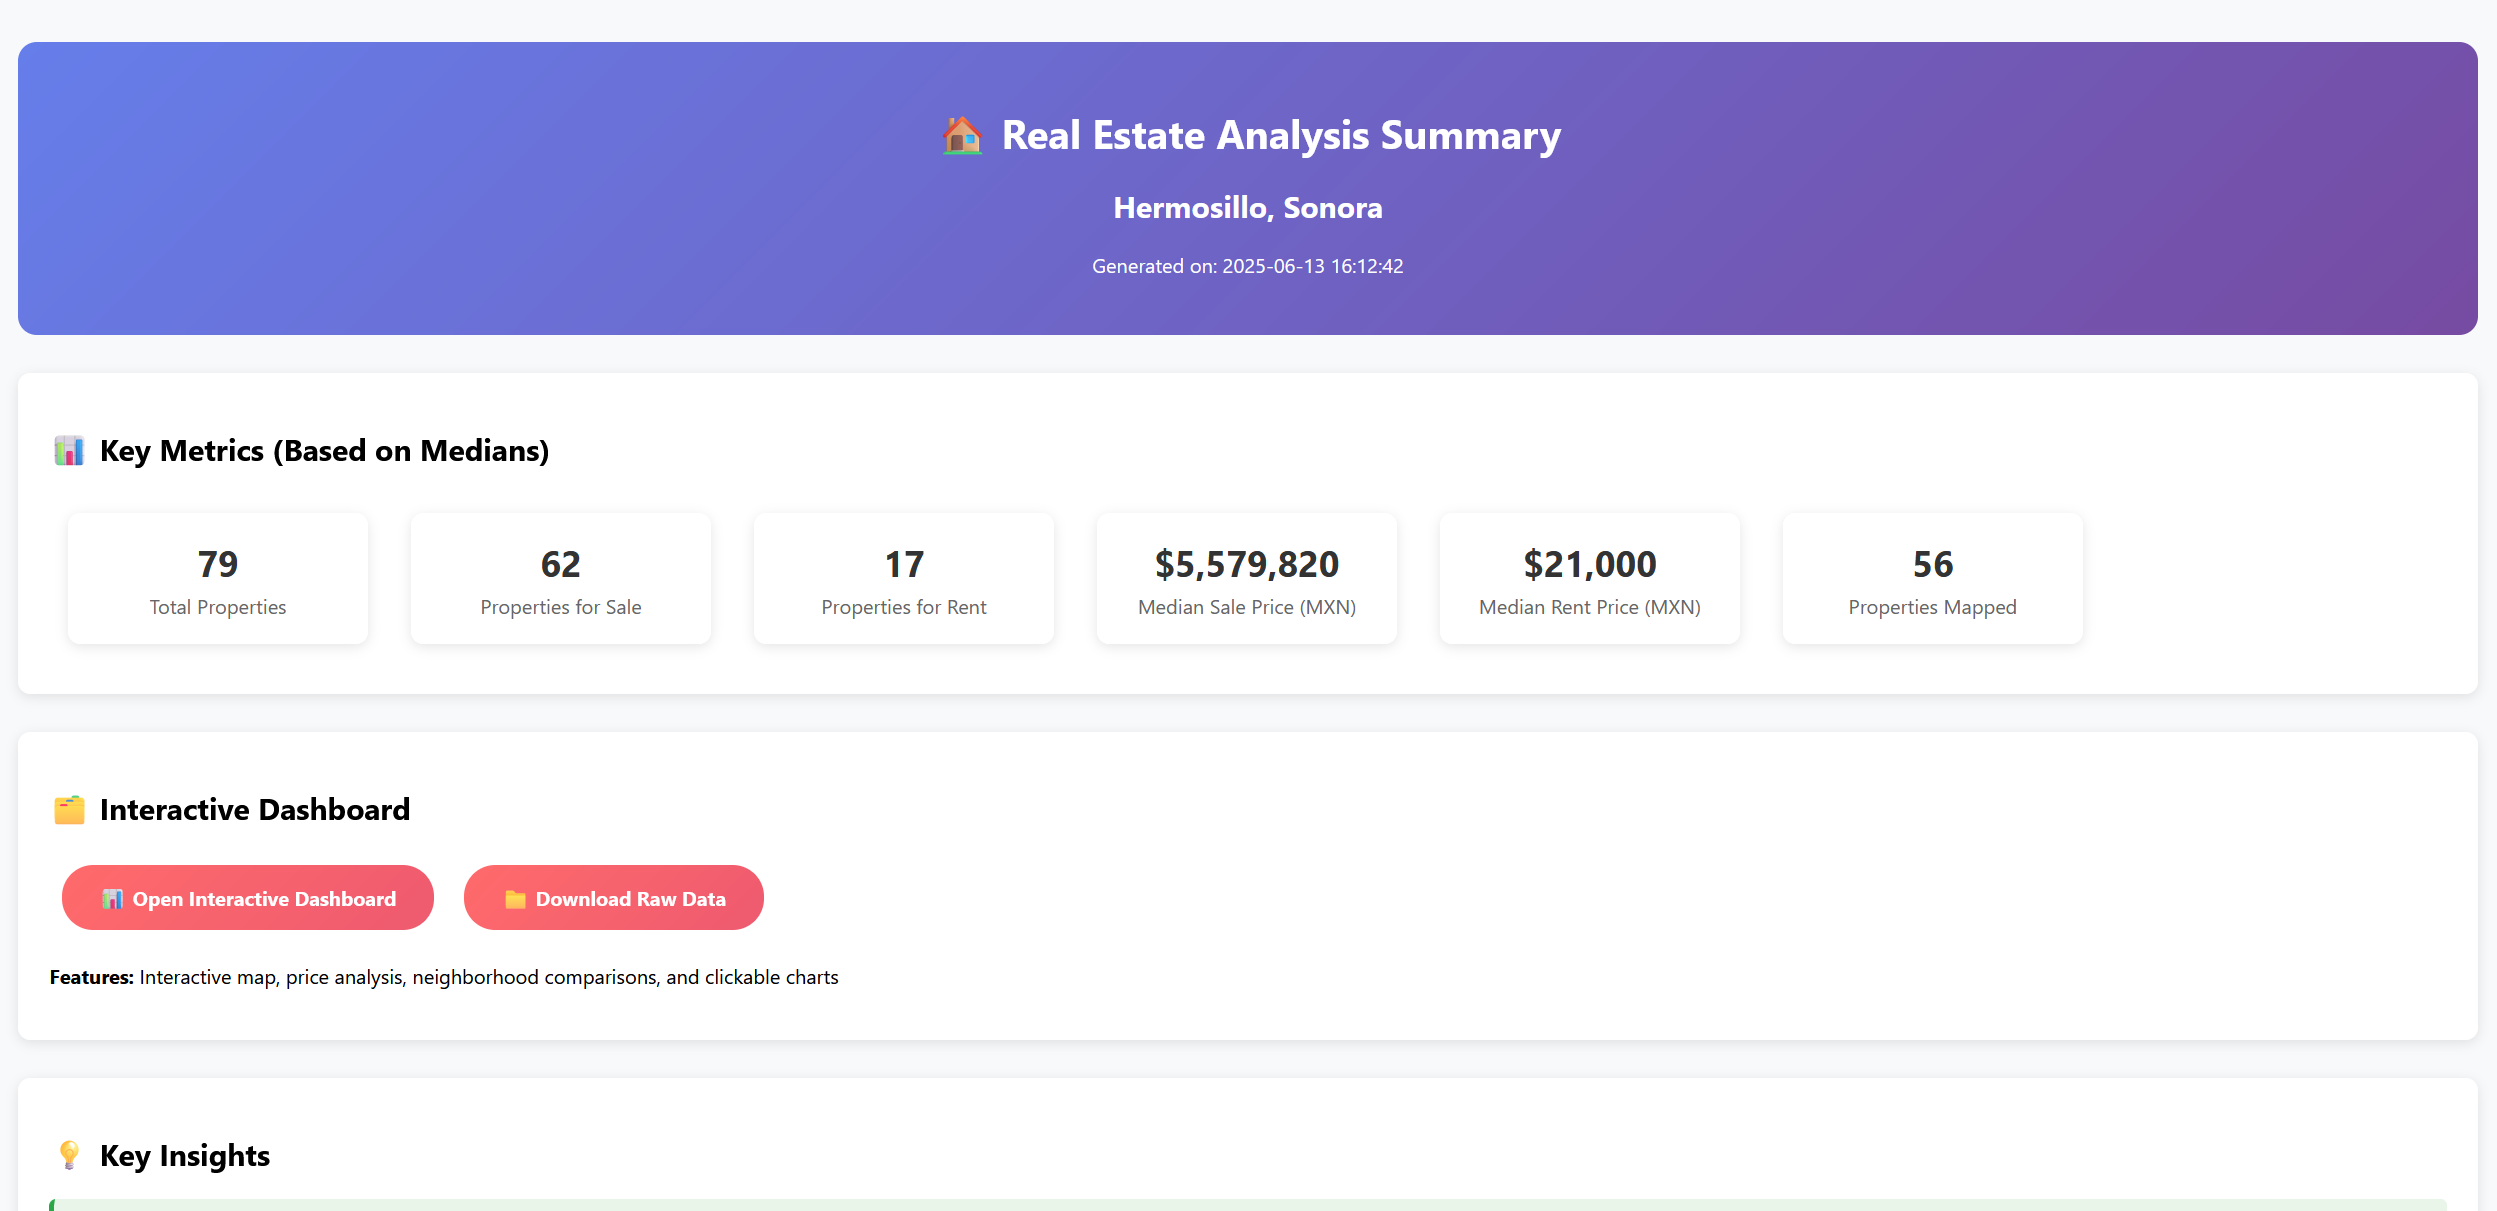 Real Estate Analysis Summary
Hermosillo, Sonora
Generated on: 2025-06-13 16:12:42
Key Metrics (Based on Medians)
79
Total Properties
62
Properties for Sale
17
Properties for Rent
$5,579,820
Median Sale Price (MXN)
$21,000
Median Rent Price (MXN)
56
Properties Mapped
Interactive Dashboard
Open Interactive Dashboard
Download Raw Data
Features: Interactive map, price analysis, neighborhood comparisons, and clickable charts
Key Insights